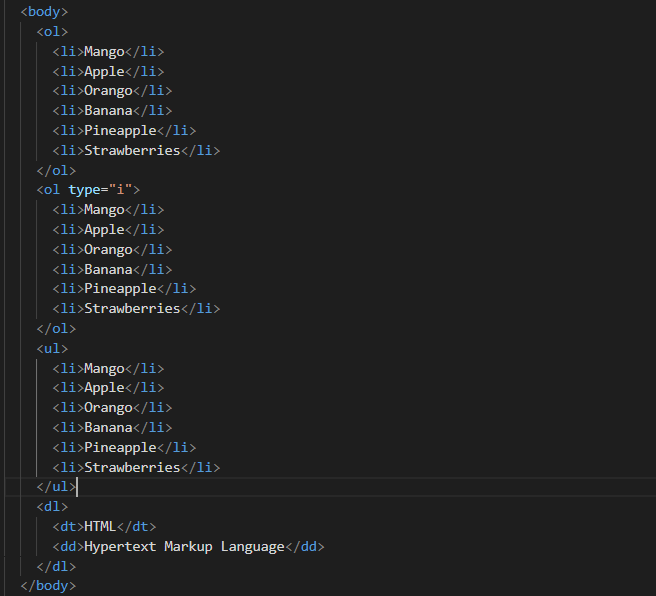 <body>
<ol>
<li>Mango</li>
<li>Apple</li>
<li>Orango</li>
<li>Banana</li>
<li>Pineapple</li>
<li>Strawberries</li>
</ol>
<ol type="i">
<li>Mango</li>
<li>Apple</li>
<li>Orango</li>
<li>Banana</li>
<li>Pineapple</li>
<li>Strawberries</li>
</ol>
<ul>
<li>Mango</li>
<li>Apple</li>
<li>Orango</li>
<li>Banana</li>
<li>Pineapple</li>
<li>Strawberries</li>
</ul>
<dl>
<dt>HTML</dt>
<dd>Hypertext Markup Language</dd>
</dl>
</body>